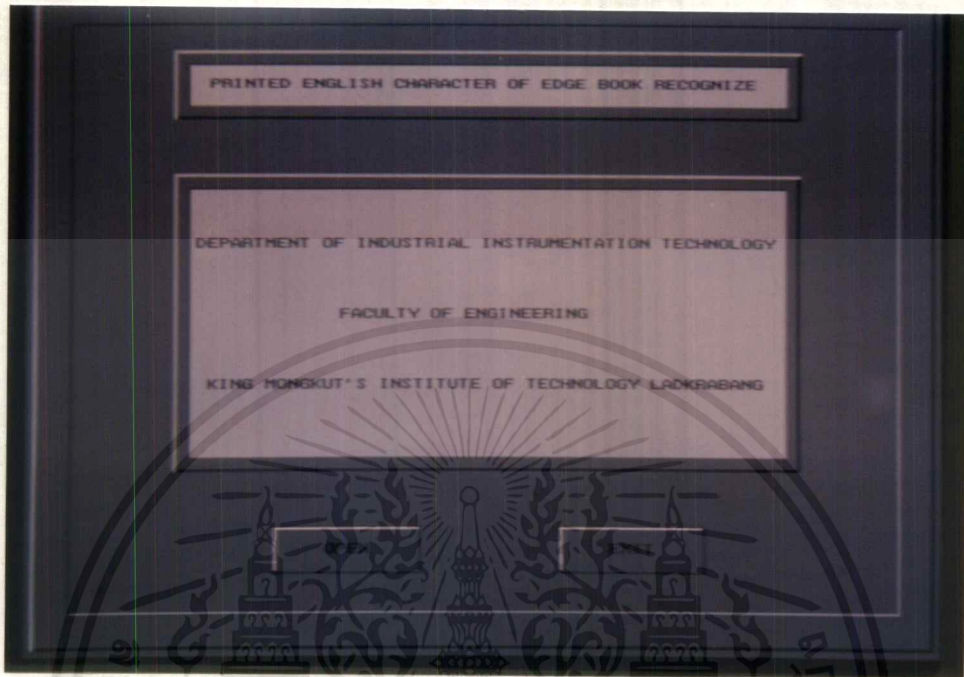 PRINTED ENGLISH CHARACTER OF EDGE BOOK RECOGNIZE
DEPARTMENT OF INDUSTRIAL INSTRUMENTATION TECHNOLOGY
FACULTY OF ENGINEERING
KING MONGKUT'S INSTITUTE OF TECHNOLOGY LADKRABANG